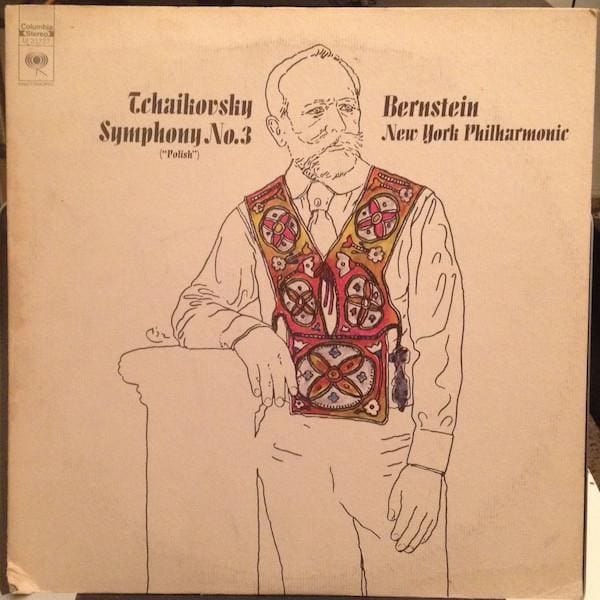 Columbia
Stereo
Tchaikovsky
Symphony No.3
("Polish")
Bernstein
New York Philharmonic